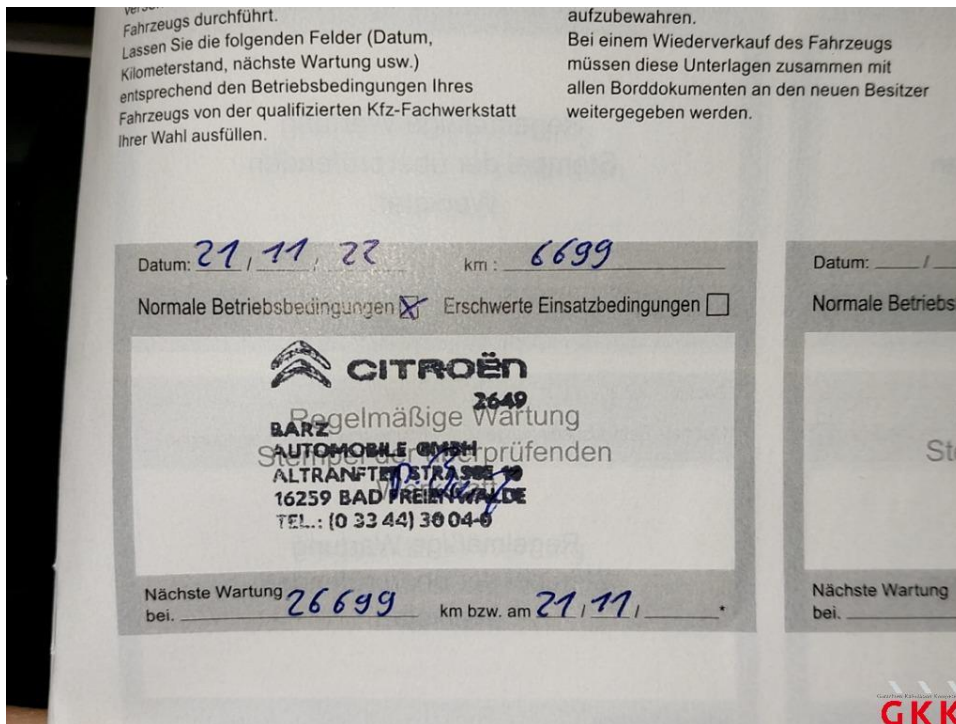 Fahrzeugs durchführt.
Lassen Sie die folgenden Felder (Datum,
Kilometerstand, nächste Wartung usw.)
entsprechend den Betriebsbedingungen Ihres
Fahrzeugs von der qualifizierten Kfz-Fachwerkstatt
Ihrer Wahl ausfüllen.
aufzubewahren.
Bei einem Wiederverkauf des Fahrzeugs
müssen diese Unterlagen zusammen mit
allen Borddokumenten an den neuen Besitzer
weitergegeben werden.
Datum: 21 / 11 / 22 km : 6699
Normale Betriebsbedingungen Erschwerte Einsatzbedingungen
CITROËN
2649
Regelmäßige Wartung
BARZ
AUTOMOBILE GMBH
Stempel der überprüfenden
ALTRANFTER STRASSE
Werkstatt
16259 BAD FREIENWALDE
TEL.: (0 33 44) 30 04-0
Nächste Wartung
bei. 26699 km bzw. am 21 / 11 / *
Datum: /
Normale Betriebs
St
Nächste Wartung
bei.
GKK